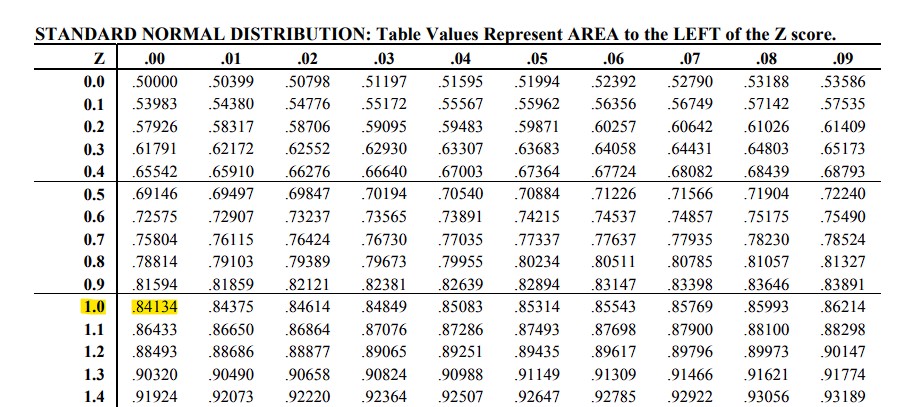 STANDARD NORMAL DISTRIBUTION: Table Values Represent AREA to the LEFT of the Z score.
Z .00 .01 .02 .03 .04 .05 .06 .07 .08 .09
0.0 .50000 .50399 .50798 .51197 .51595 .51994 .52392 .52790 .53188 .53586
0.1 .53983 .54380 .54776 .55172 .55567 .55962 .56356 .56749 .57142 .57535
0.2 .57926 .58317 .58706 .59095 .59483 .59871 .60257 .60642 .61026 .61409
0.3 .61791 .62172 .62552 .62930 .63307 .63683 .64058 .64431 .64803 .65173
0.4 .65542 .65910 .66276 .66640 .67003 .67364 .67724 .68082 .68439 .68793
0.5 .69146 .69497 .69847 .70194 .70540 .70884 .71226 .71566 .71904 .72240
0.6 .72575 .72907 .73237 .73565 .73891 .74215 .74537 .74857 .75175 .75490
0.7 .75804 .76115 .76424 .76730 .77035 .77337 .77637 .77935 .78230 .78524
0.8 .78814 .79103 .79389 .79673 .79955 .80234 .80511 .80785 .81057 .81327
0.9 .81594 .81859 .82121 .82381 .82639 .82894 .83147 .83398 .83646 .83891
1.0 .84134 .84375 .84614 .84849 .85083 .85314 .85543 .85769 .85993 .86214
1.1 .86433 .86650 .86864 .87076 .87286 .87493 .87698 .87900 .88100 .88298
1.2 .88493 .88686 .88877 .89065 .89251 .89435 .89617 .89796 .89973 .90147
1.3 .90320 .90490 .90658 .90824 .90988 .91149 .91309 .91466 .91621 .91774
1.4 .91924 .92073 .92220 .92364 .92507 .92647 .92785 .92922 .93056 .93189